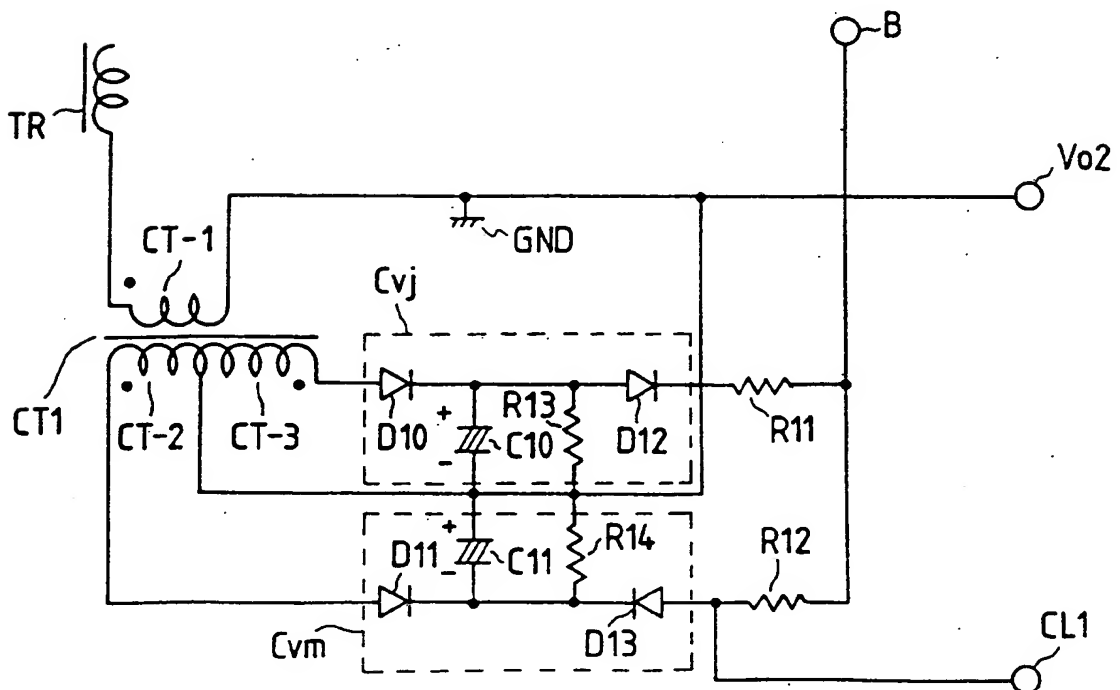 B
TR
Vo2
GND
CT-1
Cvj
+
R13
-
C10
D10
D12
R11
CT1
CT-2
CT-3
+
D11
-
C11
R14
R12
Cvm
D13
CL1